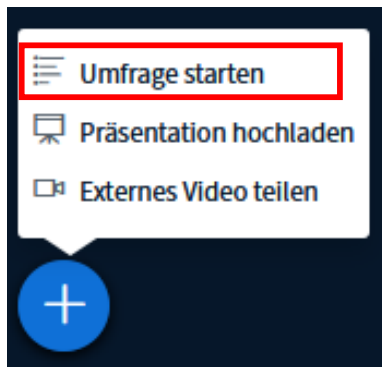 Umfrage starten
Präsentation hochladen
Externes Video teilen